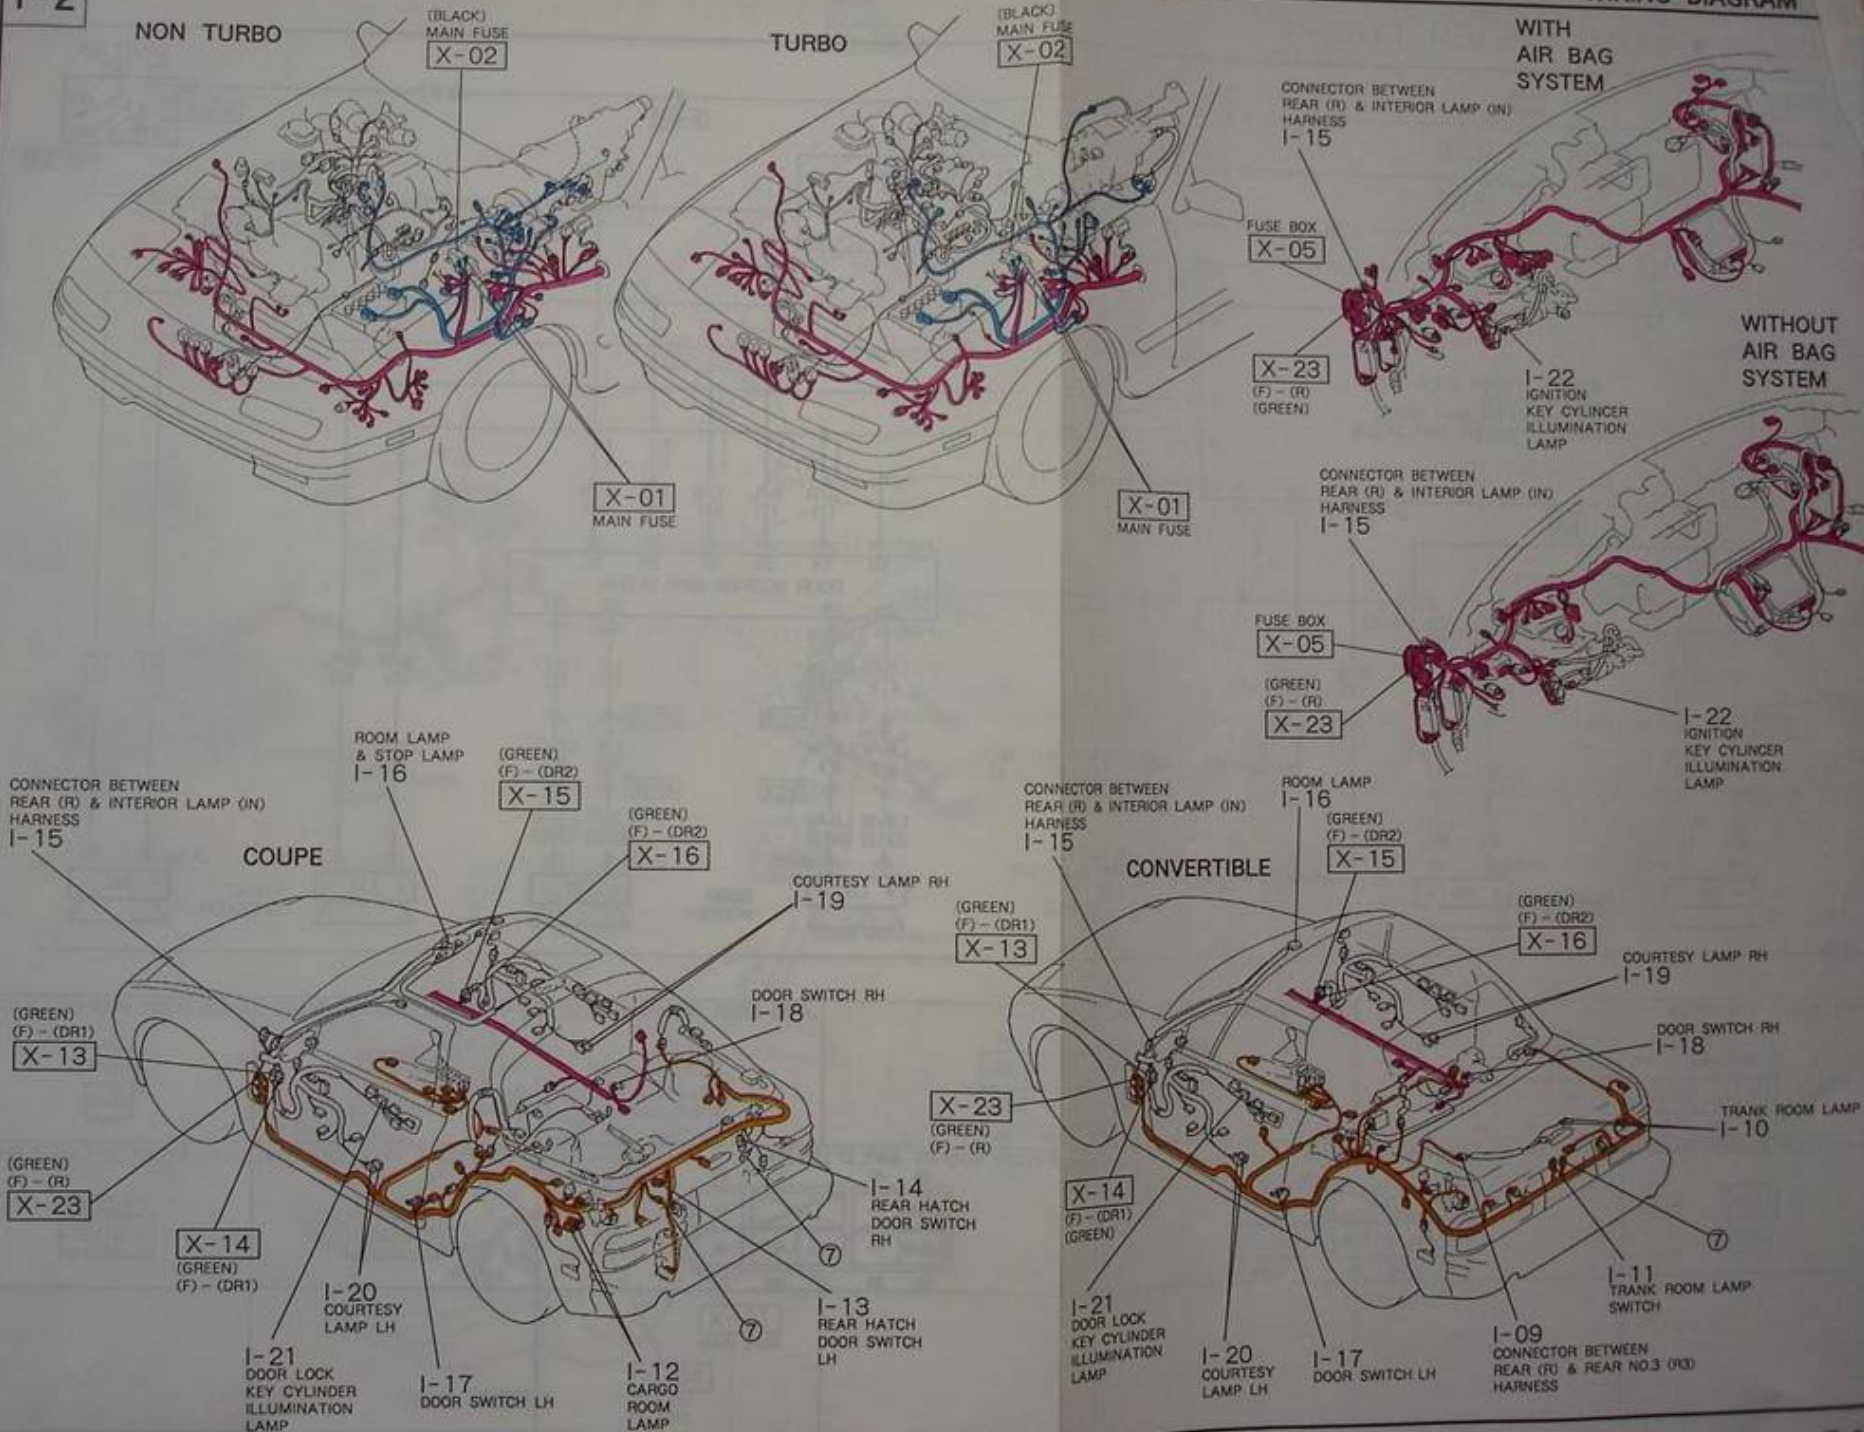 I-2
DIAGRAM
NON TURBO
(BLACK)
MAIN FUSE
X-02
X-01
MAIN FUSE
TURBO
(BLACK)
MAIN FUSE
X-02
X-01
MAIN FUSE
WITH
AIR BAG
SYSTEM
CONNECTOR BETWEEN
REAR (R) & INTERIOR LAMP (IN)
HARNESS
I-15
FUSE BOX
X-05
X-23
(F)-(R)
(GREEN)
I-22
IGNITION
KEY CYLINCER
ILLUMINATION
LAMP
WITHOUT
AIR BAG
SYSTEM
CONNECTOR BETWEEN
REAR (R) & INTERIOR LAMP (IN)
HARNESS
I-15
FUSE BOX
X-05
(GREEN)
(F)-(R)
X-23
I-22
IGNITION
KEY CYLINCER
ILLUMINATION
LAMP
COUPE
CONNECTOR BETWEEN
REAR (R) & INTERIOR LAMP (IN)
HARNESS
I-15
ROOM LAMP
& STOP LAMP
I-16
(GREEN)
(F)-(DR2)
X-15
(GREEN)
(F)-(DR2)
X-16
COURTESY LAMP RH
I-19
DOOR SWITCH RH
I-18
(GREEN)
(F)-(DR1)
X-13
(GREEN)
(F)-(R)
X-23
X-14
(GREEN)
(F)-(DR1)
I-21
DOOR LOCK
KEY CYLINDER
ILLUMINATION
LAMP
I-20
COURTESY
LAMP LH
I-17
DOOR SWITCH LH
I-12
CARGO
ROOM
LAMP
7
I-13
REAR HATCH
DOOR SWITCH
LH
7
I-14
REAR HATCH
DOOR SWITCH
RH
CONVERTIBLE
CONNECTOR BETWEEN
REAR (R) & INTERIOR LAMP (IN)
HARNESS
I-15
ROOM LAMP
I-16
(GREEN)
(F)-(DR2)
X-15
(GREEN)
(F)-(DR2)
X-16
COURTESY LAMP RH
I-19
DOOR SWITCH RH
I-18
TRANK ROOM LAMP
I-10
(GREEN)
(F)-(DR1)
X-13
X-23
(GREEN)
(F)-(R)
X-14
(F)-(DR1)
(GREEN)
I-21
DOOR LOCK
KEY CYLINDER
ILLUMINATION
LAMP
I-20
COURTESY
LAMP LH
I-17
DOOR SWITCH LH
I-09
CONNECTOR BETWEEN
REAR (R) & REAR NO.3 (R3)
HARNESS
I-11
TRANK ROOM LAMP
SWITCH
7